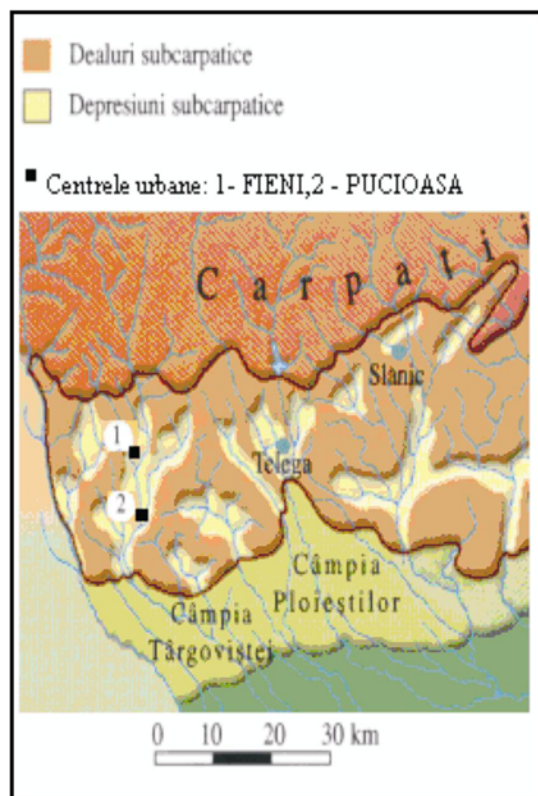 Dealuri subcarpatice
Depresiuni subcarpatice
Centrele urbane: 1- FIENI,2 - PUCIOASA
Carpații
Slanic
1
Telega
2
Câmpia
Ploieștilor
Câmpia
Târgoviștei
0 10 20 30 km